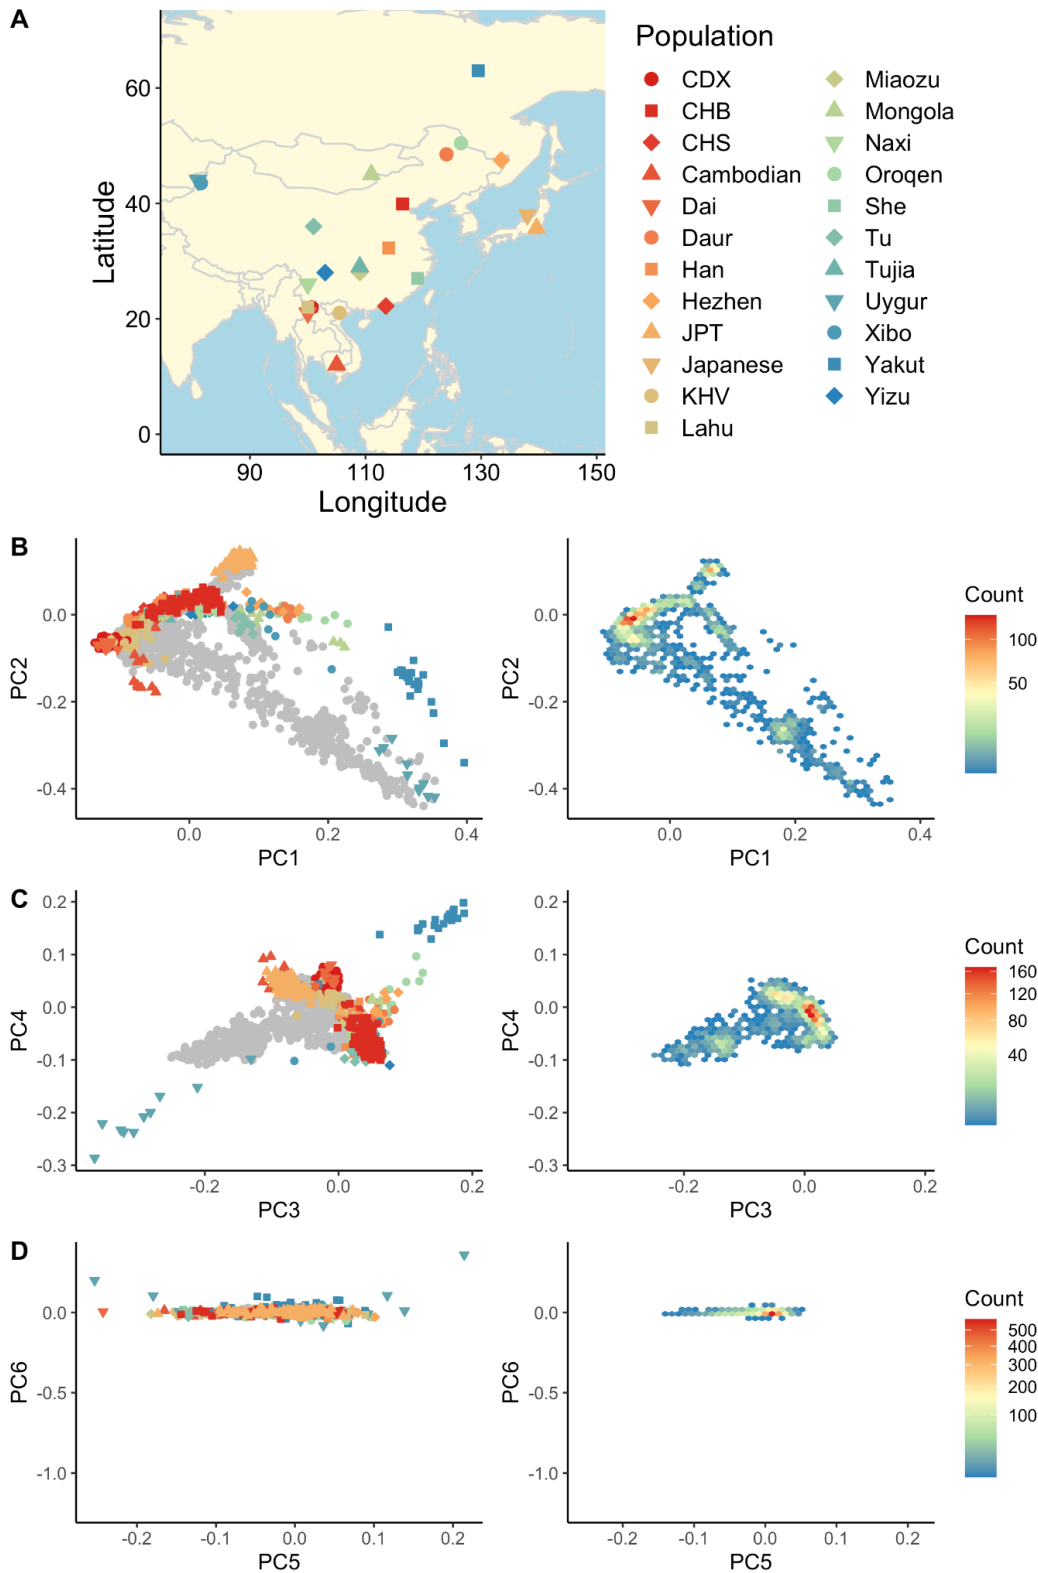 A
60
40
20
0
Latitude
90
110
130
150
Longitude
Population
CDX
CHB
CHS
Cambodian
Dai
Daur
Han
Hezhen
JPT
Japanese
KHV
Lahu
Miaozu
Mongola
Naxi
Oroqen
She
Tu
Tujia
Uygur
Xibo
Yakut
Yizu
B
0.0
-0.2
-0.4
PC2
0.0
0.2
0.4
PC1
0.0
-0.2
-0.4
PC2
0.0
0.2
0.4
PC1
Count
100
50
C
0.2
0.1
0.0
-0.1
-0.2
-0.3
PC4
-0.2
0.0
0.2
PC3
0.2
0.1
0.0
-0.1
-0.2
-0.3
PC4
-0.2
0.0
0.2
PC3
Count
160
120
80
40
D
0.0
-0.5
-1.0
PC6
-0.2
-0.1
0.0
0.1
0.2
PC5
0.0
-0.5
-1.0
PC6
-0.2
-0.1
0.0
0.1
0.2
PC5
Count
500
400
300
200
100